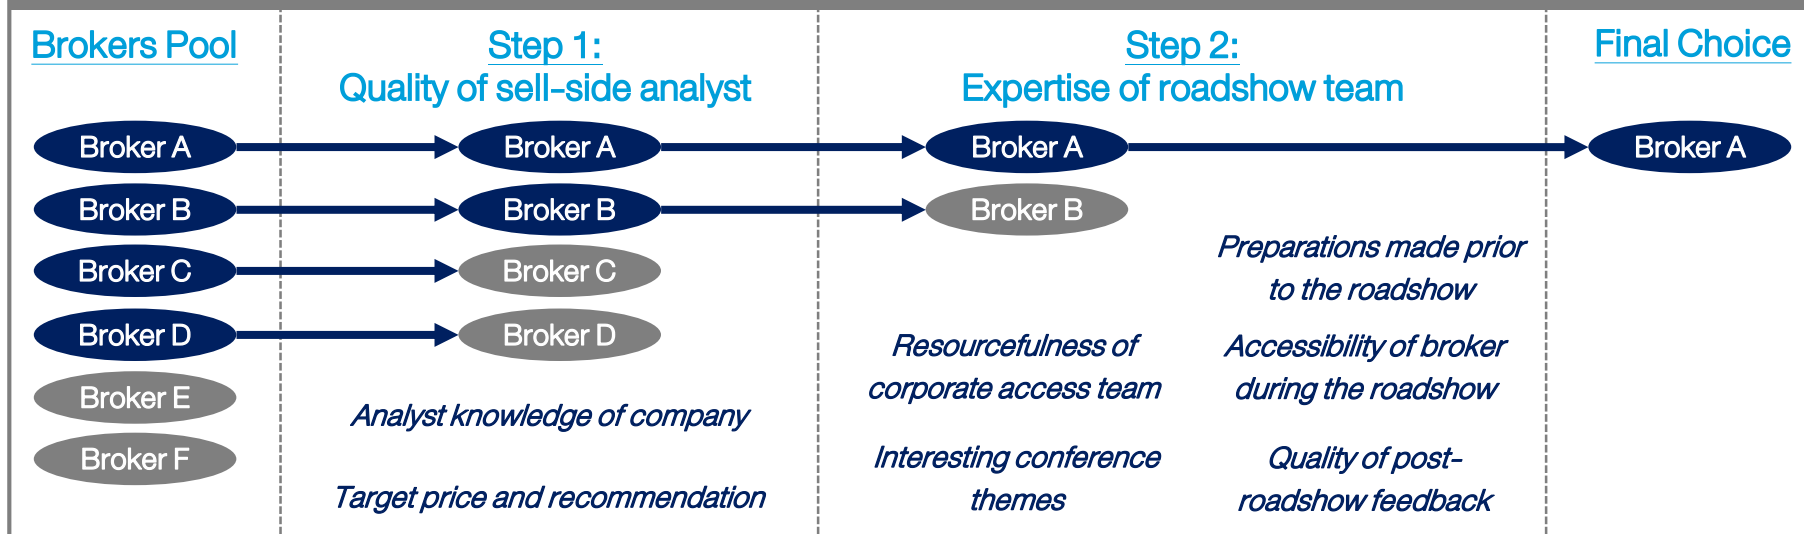 Brokers Pool
Step 1:
Quality of sell-side analyst
Step 2:
Expertise of roadshow team
Final Choice
Broker A
Broker B
Broker C
Broker D
Broker E
Broker F
Broker A
Broker B
Broker C
Broker D
Analyst knowledge of company
Target price and recommendation
Broker A
Broker B
Resourcefulness of
corporate access team
Interesting conference
themes
Preparations made prior
to the roadshow
Accessibility of broker
during the roadshow
Quality of post-
roadshow feedback
Broker A